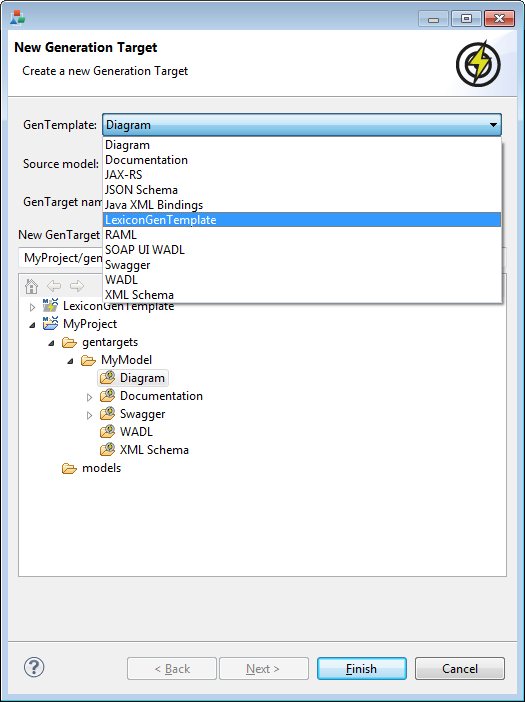 New Generation Target
Create a new Generation Target
GenTemplate: Diagram
Diagram
Documentation
Source model:
JAX-RS
JSON Schema
GenTarget nam
Java XML Bindings
LexiconGenTemplate
New GenTarget
RAML
SOAP UI WADL
MyProject/gen
Swagger
WADL
XML Schema
LexiconGenTemplate
MyProject
gentargets
MyModel
Diagram
Documentation
Swagger
WADL
XML Schema
models
?
< Back
Next >
Finish
Cancel